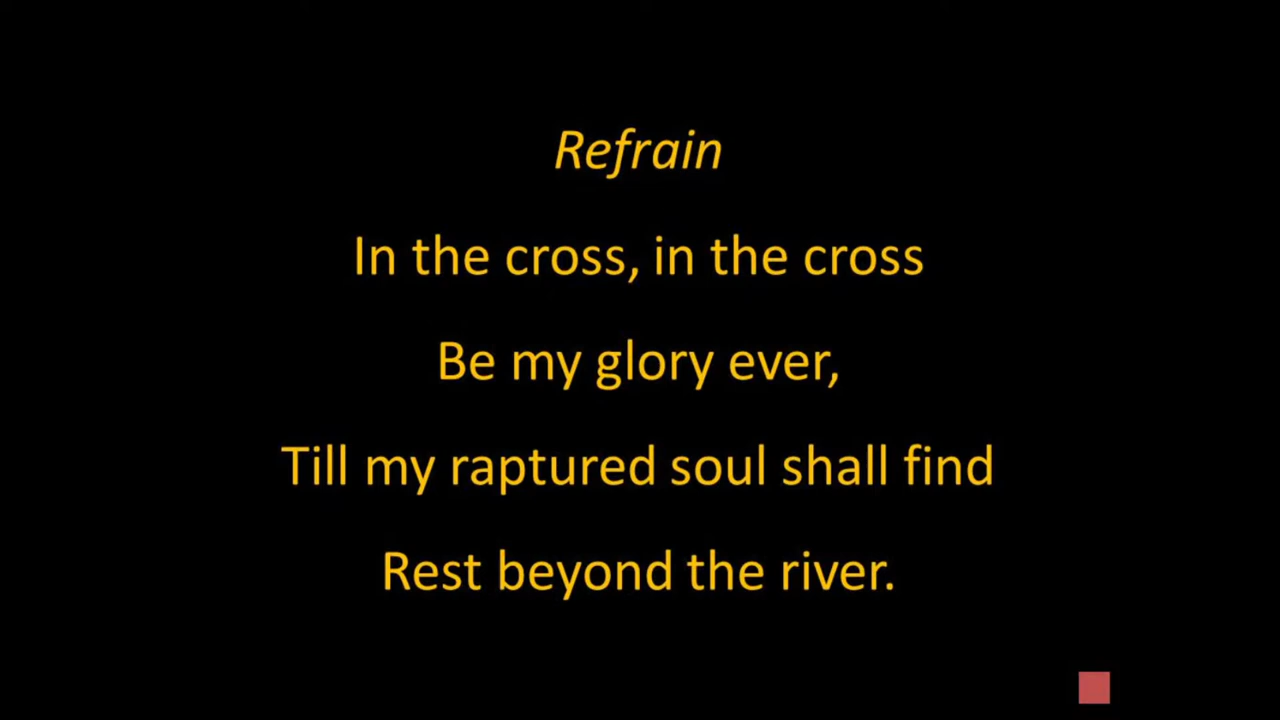 Refrain
In the cross, in the cross
Be my glory ever,
Till my raptured soul shall find
Rest beyond the river.